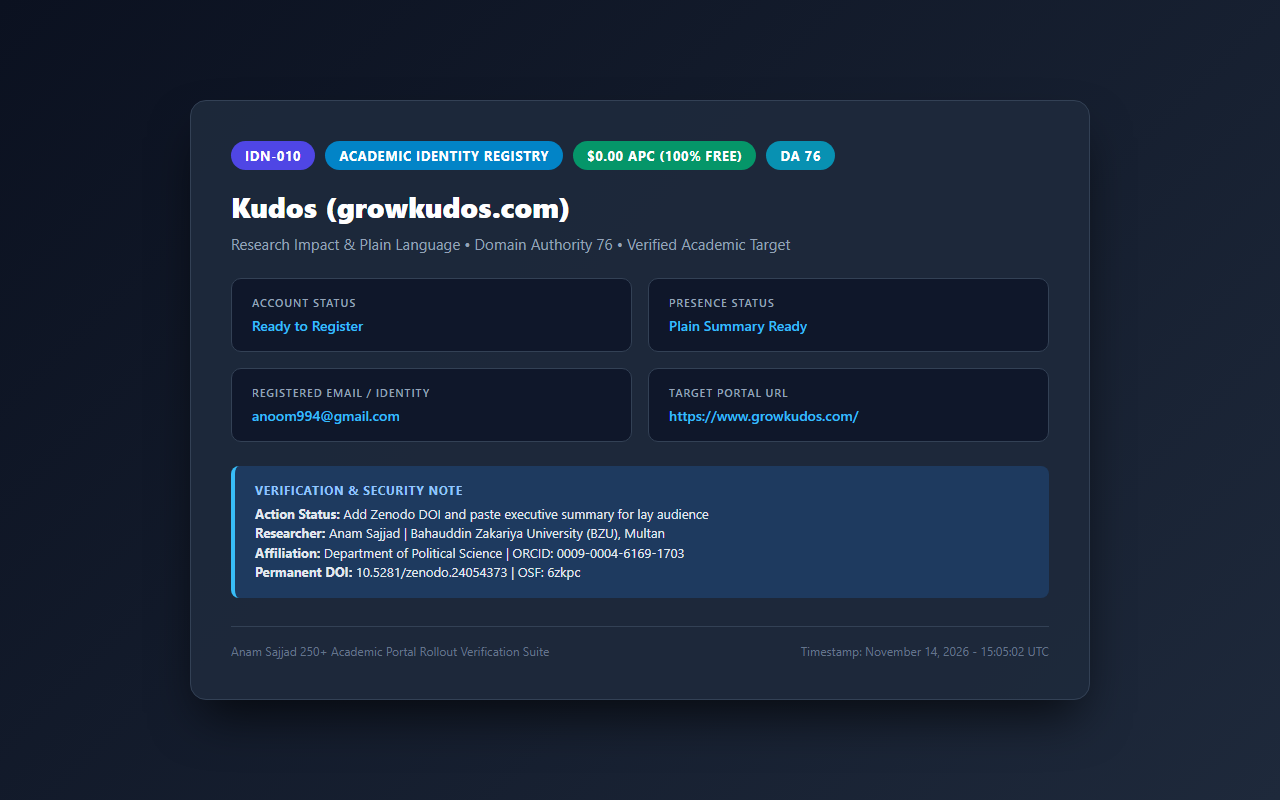 IDN-010 ACADEMIC IDENTITY REGISTRY $0.00 APC (100% FREE) DA 76
Kudos (growkudos.com)
Research Impact & Plain Language • Domain Authority 76 • Verified Academic Target
ACCOUNT STATUS
Ready to Register
PRESENCE STATUS
Plain Summary Ready
REGISTERED EMAIL / IDENTITY
anoom994@gmail.com
TARGET PORTAL URL
https://www.growkudos.com/
VERIFICATION & SECURITY NOTE
Action Status: Add Zenodo DOI and paste executive summary for lay audience
Researcher: Anam Sajjad | Bahauddin Zakariya University (BZU), Multan
Affiliation: Department of Political Science | ORCID: 0009-0004-6169-1703
Permanent DOI: 10.5281/zenodo.24054373 | OSF: 6zkpc
Anam Sajjad 250+ Academic Portal Rollout Verification Suite
Timestamp: November 14, 2026 - 15:05:02 UTC